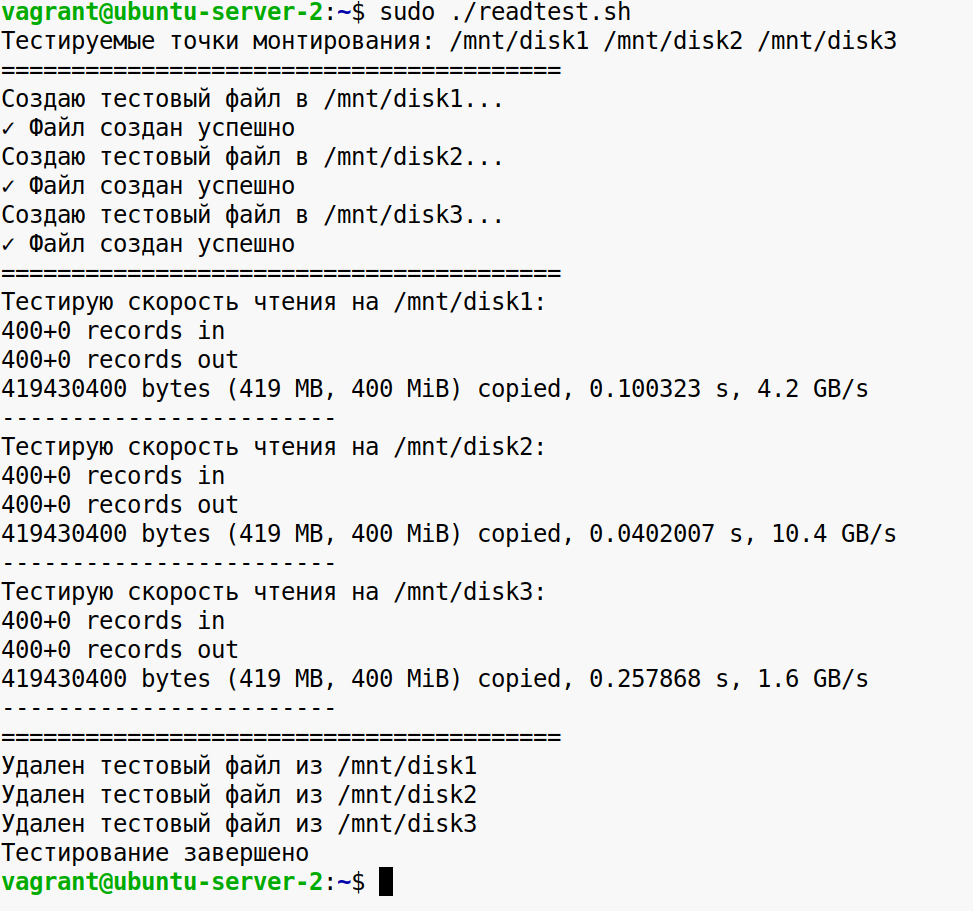 vagrant@ubuntu-server-2:~$ sudo ./readtest.sh
Тестируемые точки монтирования: /mnt/disk1 /mnt/disk2 /mnt/disk3
========================================
Создаю тестовый файл в /mnt/disk1...
✓ Файл создан успешно
Создаю тестовый файл в /mnt/disk2...
✓ Файл создан успешно
Создаю тестовый файл в /mnt/disk3...
✓ Файл создан успешно
========================================
Тестирую скорость чтения на /mnt/disk1:
400+0 records in
400+0 records out
419430400 bytes (419 MB, 400 MiB) copied, 0.100323 s, 4.2 GB/s
------------------------
Тестирую скорость чтения на /mnt/disk2:
400+0 records in
400+0 records out
419430400 bytes (419 MB, 400 MiB) copied, 0.0402007 s, 10.4 GB/s
------------------------
Тестирую скорость чтения на /mnt/disk3:
400+0 records in
400+0 records out
419430400 bytes (419 MB, 400 MiB) copied, 0.257868 s, 1.6 GB/s
------------------------
========================================
Удален тестовый файл из /mnt/disk1
Удален тестовый файл из /mnt/disk2
Удален тестовый файл из /mnt/disk3
Тестирование завершено
vagrant@ubuntu-server-2:~$